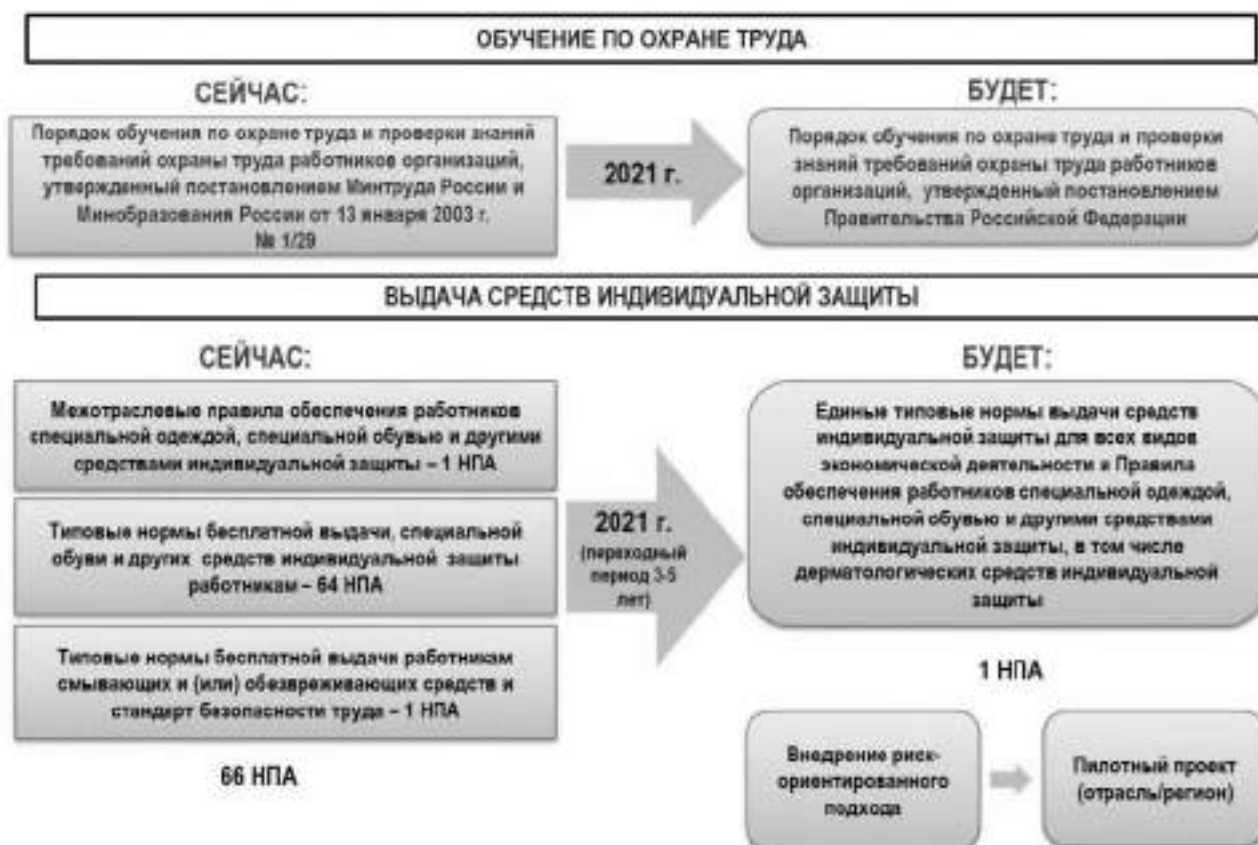 ОБУЧЕНИЕ ПО ОХРАНЕ ТРУДА
СЕЙЧАС:
Порядок обучения по охране труда и проверки знаний
требований охраны труда работников организаций,
утвержденный постановлением Минтруда России и
Минобразования России от 13 января 2003 г.
№ 1/29
2021 г.
БУДЕТ:
Порядок обучения по охране труда и проверки
знаний требований охраны труда работников
организаций, утвержденный постановлением
Правительства Российской Федерации
ВЫДАЧА СРЕДСТВ ИНДИВИДУАЛЬНОЙ ЗАЩИТЫ
СЕЙЧАС:
Межотраслевые правила обеспечения работников
специальной одеждой, специальной обувью и другими
средствами индивидуальной защиты – 1 НПА
Типовые нормы бесплатной выдачи, специальной
обуви и других средств индивидуальной защиты
работникам – 64 НПА
Типовые нормы бесплатной выдачи работникам
смывающих и (или) обезвреживающих средств и
стандарт безопасности труда – 1 НПА
66 НПА
2021 г.
(переходный
период 3-5
лет)
БУДЕТ:
Единые типовые нормы выдачи средств
индивидуальной защиты для всех видов
экономической деятельности и Правила
обеспечения работников специальной одеждой,
специальной обувью и другими средствами
индивидуальной защиты, в том числе
дерматологических средств индивидуальной
защиты
1 НПА
Внедрение риск-
ориентированного
подхода
Пилотный проект
(отрасль/регион)